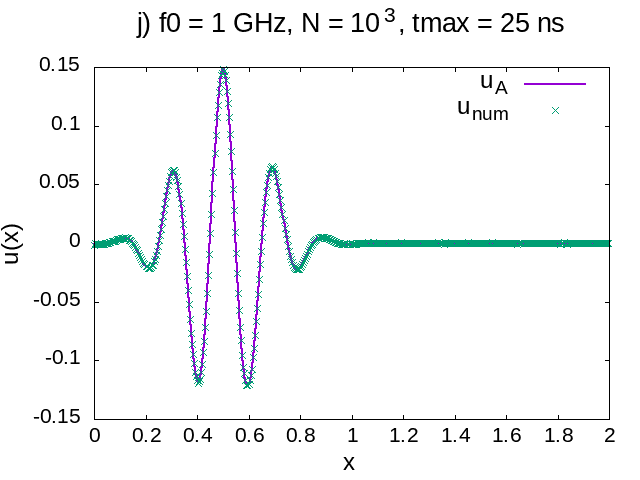 j) f0 = 1 GHz, N = 10³, tmax = 25 ns
0.15
u_A
0.1
u_num
0.05
0
u(x)
-0.05
-0.1
-0.15
0 0.2 0.4 0.6 0.8 1 1.2 1.4 1.6 1.8 2
x